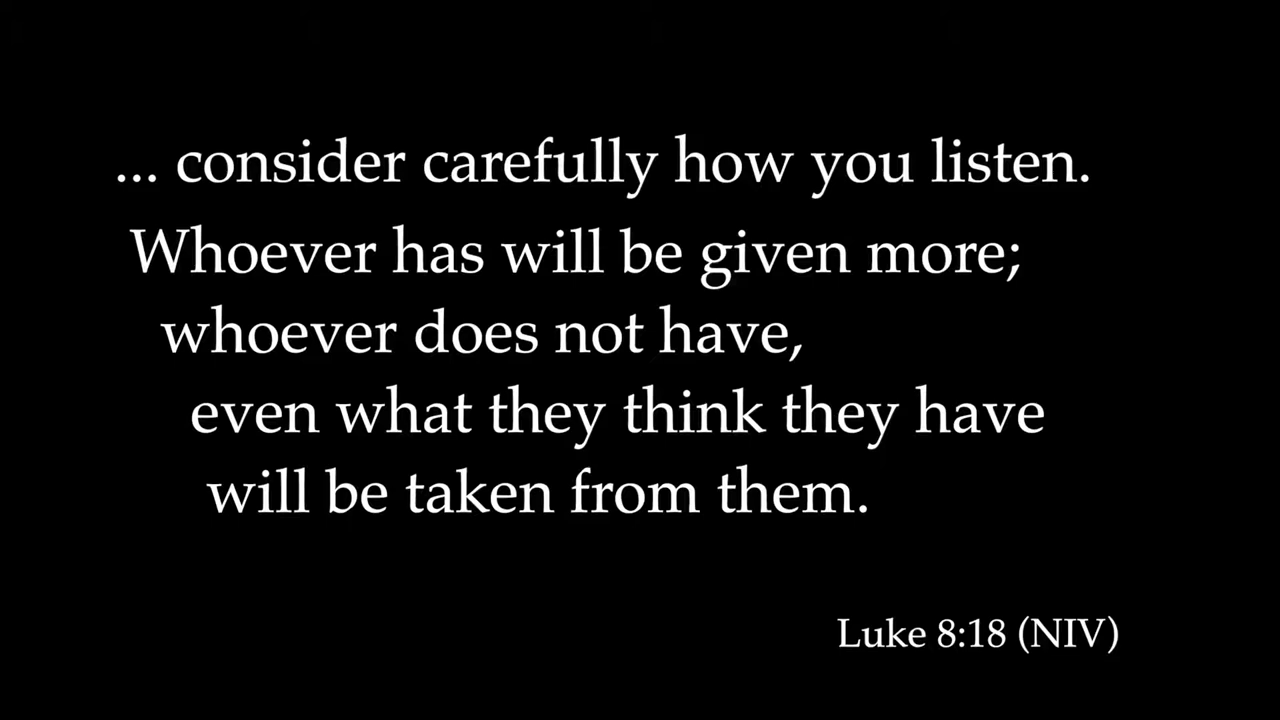 ... consider carefully how you listen.
Whoever has will be given more;
whoever does not have,
even what they think they have
will be taken from them.
Luke 8:18 (NIV)